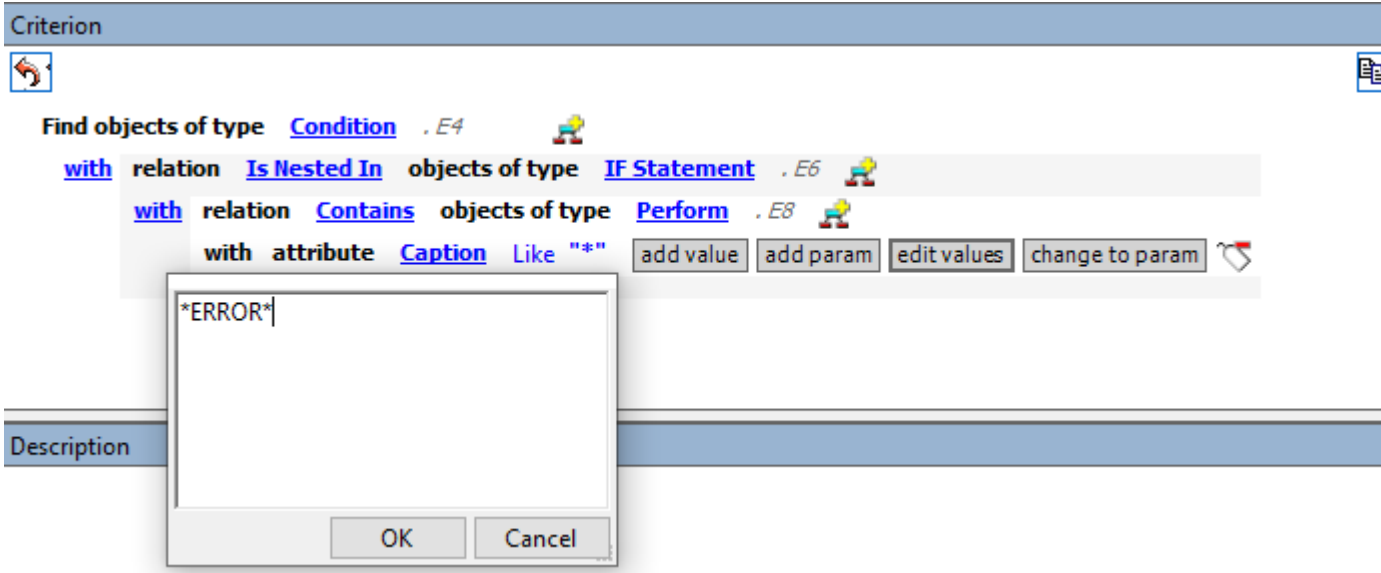 Criterion
Find objects of type Condition . E4
with relation Is Nested In objects of type IF Statement . E6
with relation Contains objects of type Perform . E8
with attribute Caption Like "*" add value add param edit values change to param
*ERROR*
Description
OK Cancel